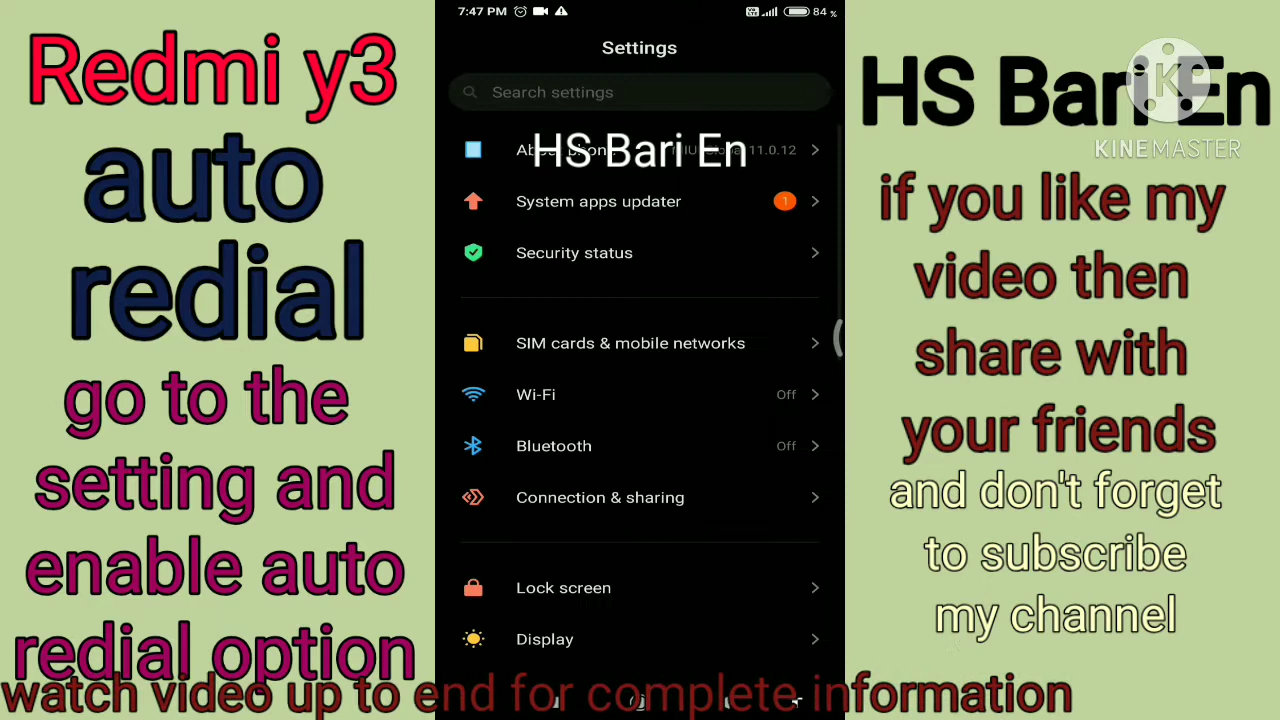 Redmi y3
auto
redial
go to the
setting and
enable auto
redial option
7:47 PM
84 %
Settings
Search settings
HS Bari En
11.0.12
System apps updater
1
Security status
SIM cards & mobile networks
Wi-Fi Off
Bluetooth Off
Connection & sharing
Lock screen
Display
HS Bari En
K
KINEMASTER
if you like my
video then
share with
your friends
and don't forget
to subscribe
my channel
watch video up to end for complete information